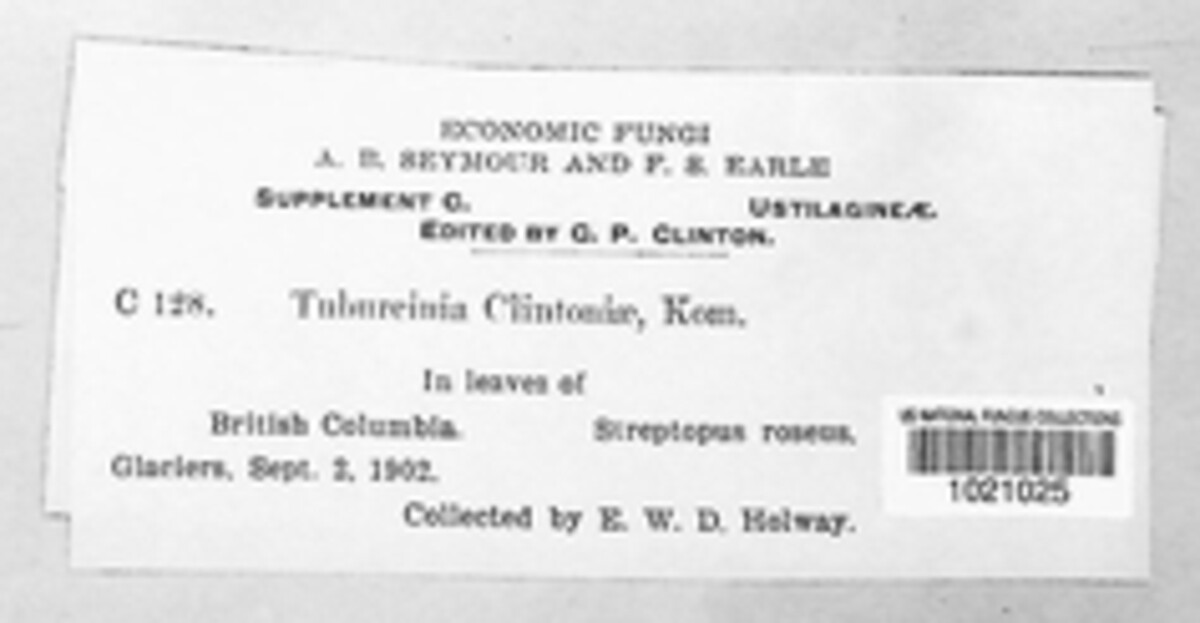 ECONOMIC FUNGI
A. B. SEYMOUR AND F. S. EARLE
SUPPLEMENT C. USTILAGINEÆ.
EDITED BY G. P. CLINTON.
C 128. Tuburcinia Clintoniæ, Kom.
In leaves of
British Columbia. Streptopus roseus.
Glaciers, Sept. 2, 1902.
Collected by E. W. D. Holway.
US NATIONAL FUNGUS COLLECTIONS
1021025